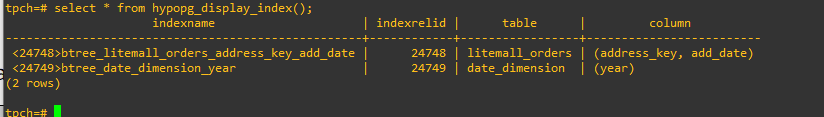 tpch=# select * from hypopg_display_index();
indexname | indexrelid | table | column
-----------------------------------------------+------------+-----------------+-------------------------
<24748>btree_litemall_orders_address_key_add_date | 24748 | litemall_orders | (address_key, add_date)
<24749>btree_date_dimension_year | 24749 | date_dimension | (year)
(2 rows)
tpch=#